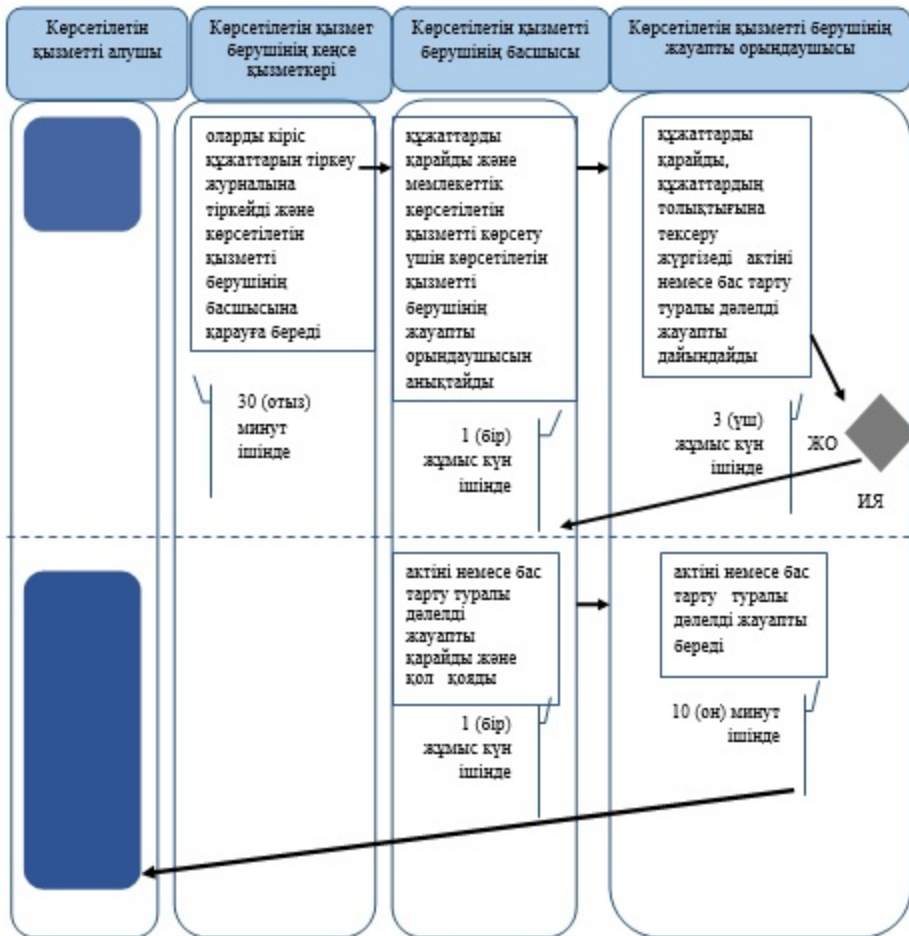 Көрсетілетін
қызметті алушы
Көрсетілетін қызмет
берушінің кеңсе
қызметкері
Көрсетілетін қызметті
берушінің басшысы
Көрсетілетін қызметті берушінің
жауапты орындаушысы
оларды кіріс
құжаттарын тіркеу
журналына
тіркейді және
көрсетілетін
қызметті
берушінің
басшысына
қарауға береді
құжаттарды
қарайды және
мемлекеттік
көрсетілетін
қызметті көрсету
үшін көрсетілетін
қызметті
берушінің
жауапты
орындаушысын
анықтайды
құжаттарды
қарайды,
құжаттардың
толықтығына
тексеру
жүргізеді актіні
немесе бас тарту
туралы дәлелді
жауапты
дайындайды
30 (отыз)
минут
ішінде
1 (бір)
жұмыс күн
ішінде
3 (үш)
жұмыс күн
ішінде
ЖО
ИЯ
актіні немесе бас
тарту туралы
дәлелді
жауапты
қарайды және
қол қояды
актіні немесе бас
тарту туралы
дәлелді жауапты
береді
1 (бір)
жұмыс күн
ішінде
10 (он) минут
ішінде